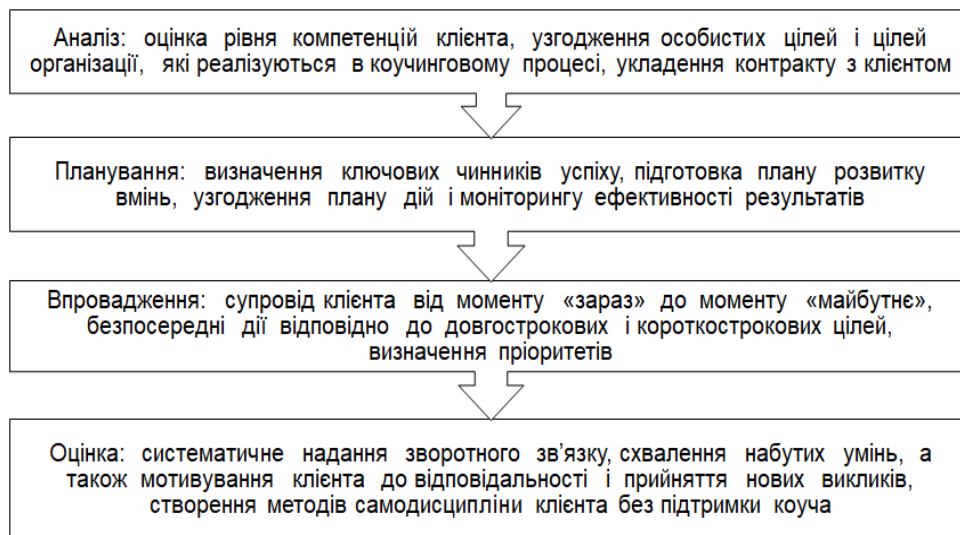 Аналіз: оцінка рівня компетенцій клієнта, узгодження особистих цілей і цілей
організації, які реалізуються в коучинговому процесі, укладення контракту з клієнтом
Планування: визначення ключових чинників успіху, підготовка плану розвитку
вмінь, узгодження плану дій і моніторингу ефективності результатів
Впровадження: супровід клієнта від моменту «зараз» до моменту «майбутнє»,
безпосередні дії відповідно до довгострокових і короткострокових цілей,
визначення пріоритетів
Оцінка: систематичне надання зворотного зв’язку, схвалення набутих умінь, а
також мотивування клієнта до відповідальності і прийняття нових викликів,
створення методів самодисципліни клієнта без підтримки коуча